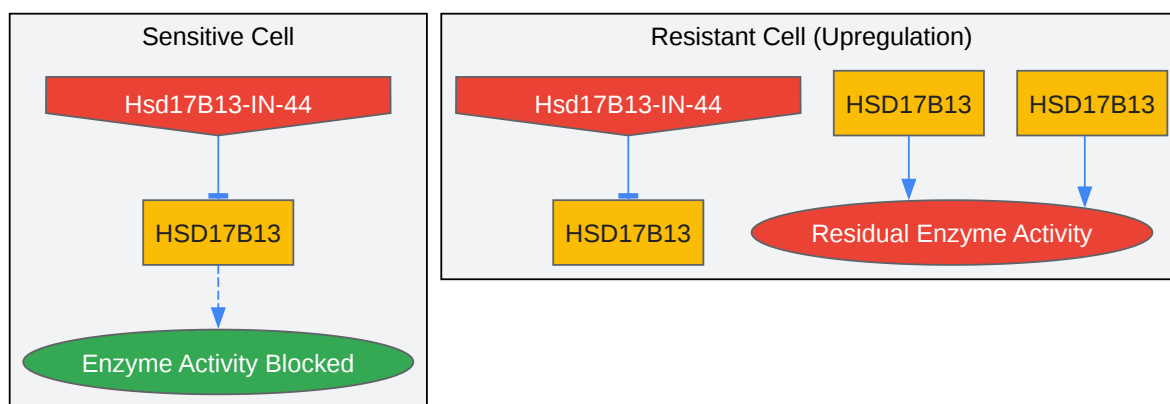 Sensitive Cell
Hsd17B13-IN-44
HSD17B13
Enzyme Activity Blocked
Resistant Cell (Upregulation)
Hsd17B13-IN-44
HSD17B13
HSD17B13
HSD17B13
Residual Enzyme Activity